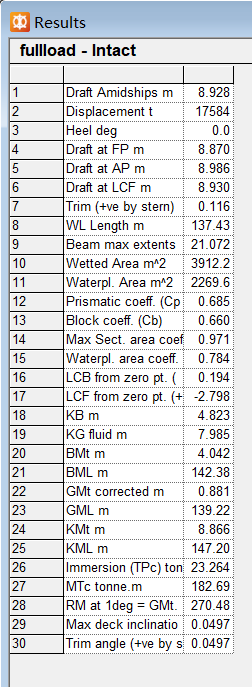 Results
fullload - Intact
1 Draft Amidships m 8.928
2 Displacement t 17584
3 Heel deg 0.0
4 Draft at FP m 8.870
5 Draft at AP m 8.986
6 Draft at LCF m 8.930
7 Trim (+ve by stern) 0.116
8 WL Length m 137.43
9 Beam max extents 21.072
10 Wetted Area m^2 3912.2
11 Waterpl. Area m^2 2269.6
12 Prismatic coeff. (Cp 0.685
13 Block coeff. (Cb) 0.660
14 Max Sect. area coef 0.971
15 Waterpl. area coeff. 0.784
16 LCB from zero pt. ( 0.194
17 LCF from zero pt. (+ -2.798
18 KB m 4.823
19 KG fluid m 7.985
20 BMt m 4.042
21 BML m 142.38
22 GMt corrected m 0.881
23 GML m 139.22
24 KMt m 8.866
25 KML m 147.20
26 Immersion (TPc) ton 23.264
27 MTc tonne.m 182.69
28 RM at 1deg = GMt. 270.48
29 Max deck inclinatio 0.0497
30 Trim angle (+ve by s 0.0497